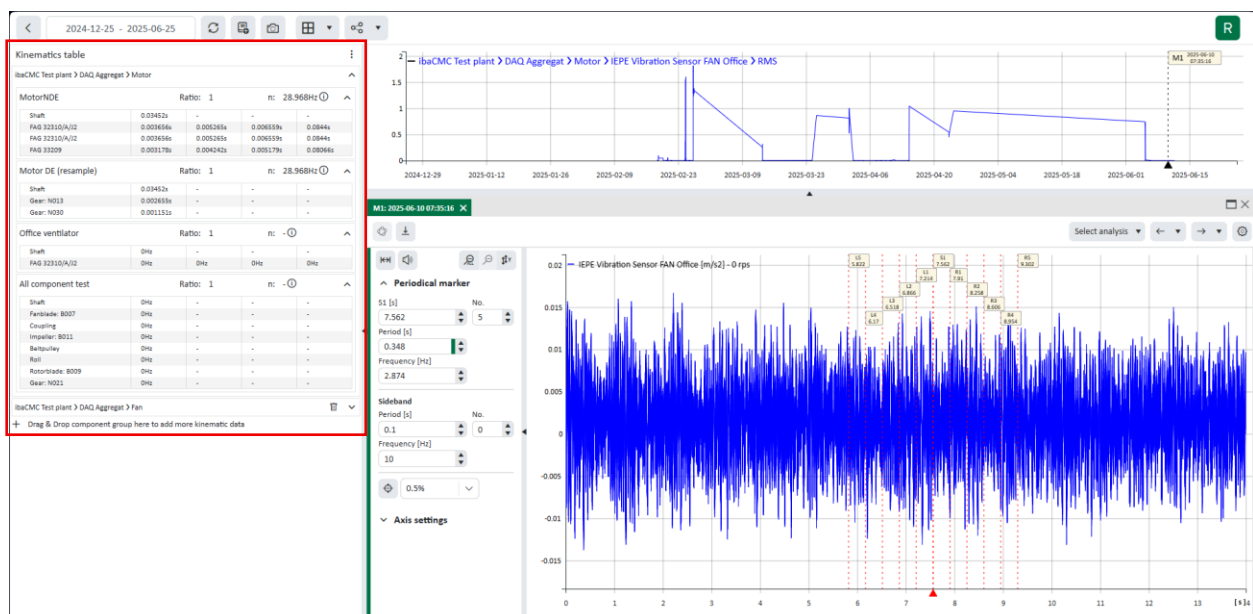 2024-12-25 - 2025-06-25
R
Kinematics table
ibaCMC Test plant > DAQ Aggregat > Motor
MotorNDE Ratio: 1 n: 28.968Hz
Shaft 0.03452s - - -
FAG 32310/A/J2 0.003656s 0.005265s 0.006559s 0.0844s
FAG 32310/A/J2 0.003656s 0.005265s 0.006559s 0.0844s
FAG 33209 0.003178s 0.004242s 0.005179s 0.08066s
Motor DE (resample) Ratio: 1 n: 28.968Hz
Shaft 0.03452s - - -
Gear: N013 0.002655s - - -
Gear: N030 0.001151s - - -
Office ventilator Ratio: 1 n: -
Shaft 0Hz - - -
FAG 32310/A/J2 0Hz 0Hz 0Hz 0Hz
All component test Ratio: 1 n: -
Shaft 0Hz - - -
Fanblade: B007 0Hz - - -
Coupling 0Hz - - -
Impeller: B011 0Hz - - -
Beltpulley 0Hz - - -
Roll 0Hz - - -
Rotorblade: B009 0Hz - - -
Gear: N021 0Hz - - -
ibaCMC Test plant > DAQ Aggregat > Fan
+ Drag & Drop component group here to add more kinematic data
ibaCMC Test plant > DAQ Aggregat > Motor > IEPE Vibration Sensor FAN Office > RMS
M1 2025-06-10
07:35:16
2
1.5
1
0.5
0
2024-12-29 2025-01-12 2025-01-26 2025-02-09 2025-02-23 2025-03-09 2025-03-23 2025-04-06 2025-04-20 2025-05-04 2025-05-18 2025-06-01 2025-06-15
M1: 2025-06-10 07:35:16
Select analysis
Periodical marker
S1 [s] No.
7.562 5
Period [s]
0.348
Frequency [Hz]
2.874
Sideband
Period [s] No.
0.1 0
Frequency [Hz]
10
0.5%
Axis settings
IEPE Vibration Sensor FAN Office [m/s2] - 0 rps
L5
5.822
L4
6.17
L3
6.518
L2
6.866
L1
7.214
S1
7.562
R1
7.91
R2
8.258
R3
8.606
R4
8.954
R5
9.302
0.02
0.015
0.01
0.005
0
-0.005
-0.01
-0.015
0 1 2 3 4 5 6 7 8 9 10 11 12 13 [s] 14